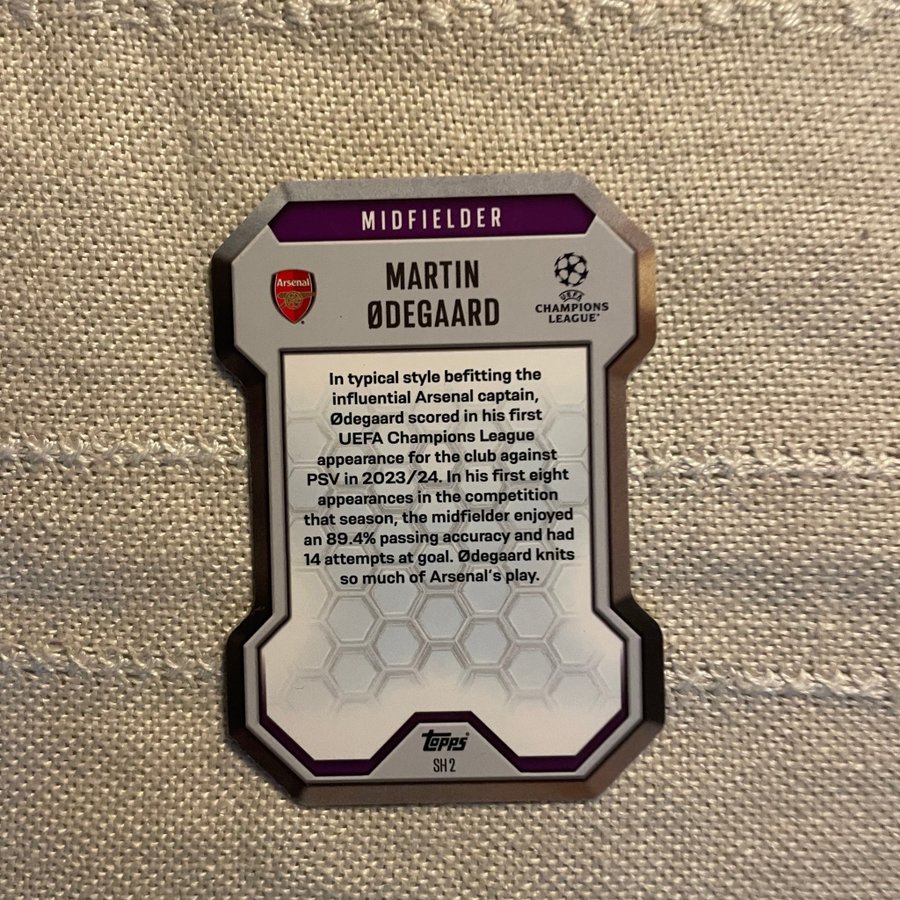 MIDFIELDER
MARTIN
ØDEGAARD
Arsenal
UEFA
CHAMPIONS
LEAGUE
In typical style befitting the
influential Arsenal captain,
Ødegaard scored in his first
UEFA Champions League
appearance for the club against
PSV in 2023/24. In his first eight
appearances in the competition
that season, the midfielder enjoyed
an 89.4% passing accuracy and had
14 attempts at goal. Ødegaard knits
so much of Arsenal's play.
Topps
SH 2